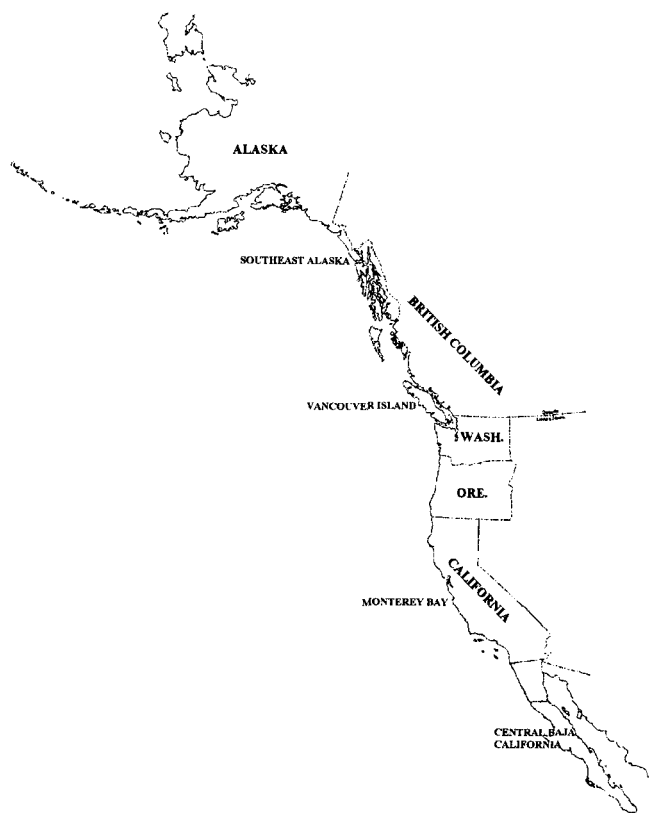 ALASKA
SOUTHEAST ALASKA
BRITISH COLUMBIA
VANCOUVER ISLAND
WASH.
ORE.
CALIFORNIA
MONTEREY BAY
CENTRAL BAJA
CALIFORNIA